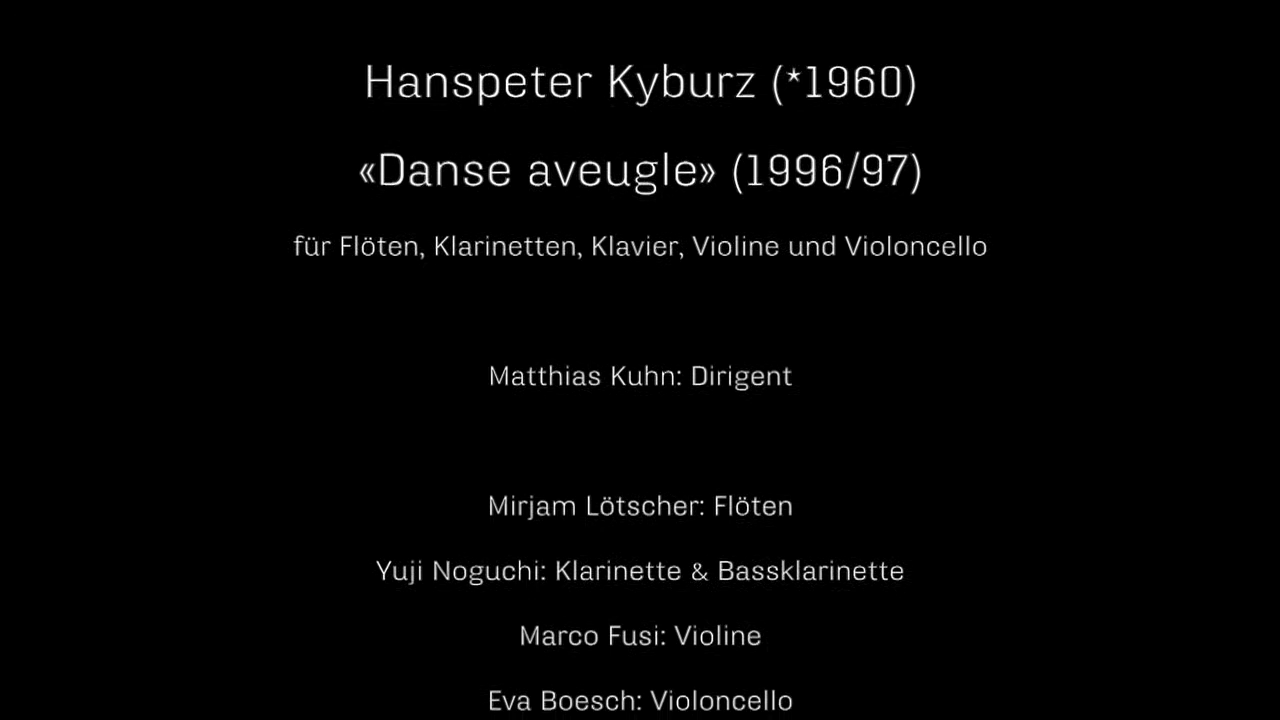 Hanspeter Kyburz (*1960)
«Danse aveugle» (1996/97)
für Flöten, Klarinetten, Klavier, Violine und Violoncello
Matthias Kuhn: Dirigent
Mirjam Lötscher: Flöten
Yuji Noguchi: Klarinette & Bassklarinette
Marco Fusi: Violine
Eva Boesch: Violoncello